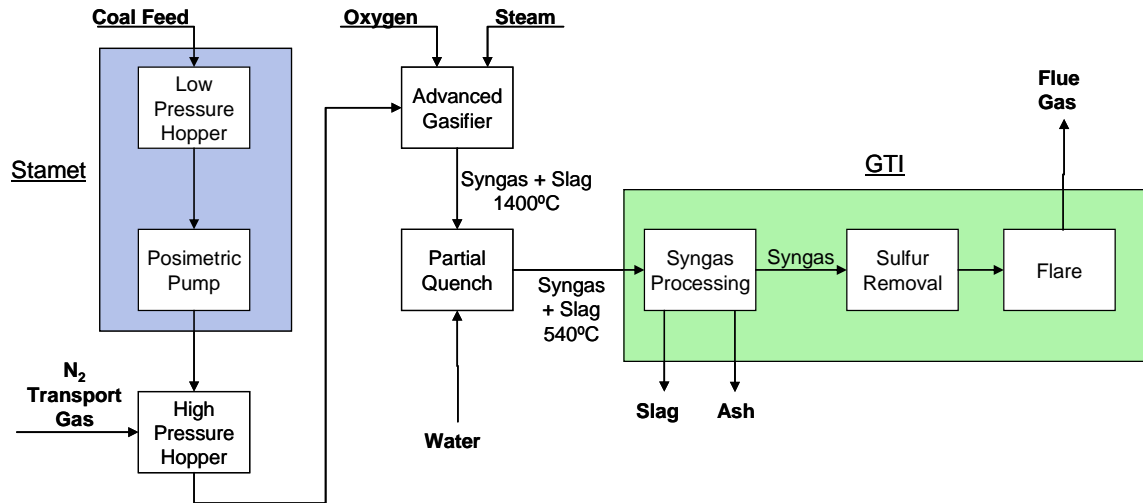 Coal Feed
Oxygen
Steam
Low
Pressure
Hopper
Stamet
Posimetric
Pump
N2
Transport
Gas
High
Pressure
Hopper
Advanced
Gasifier
Syngas + Slag
1400ºC
Partial
Quench
Water
Syngas
+ Slag
540ºC
GTI
Syngas
Processing
Syngas
Sulfur
Removal
Flare
Flue
Gas
Slag
Ash